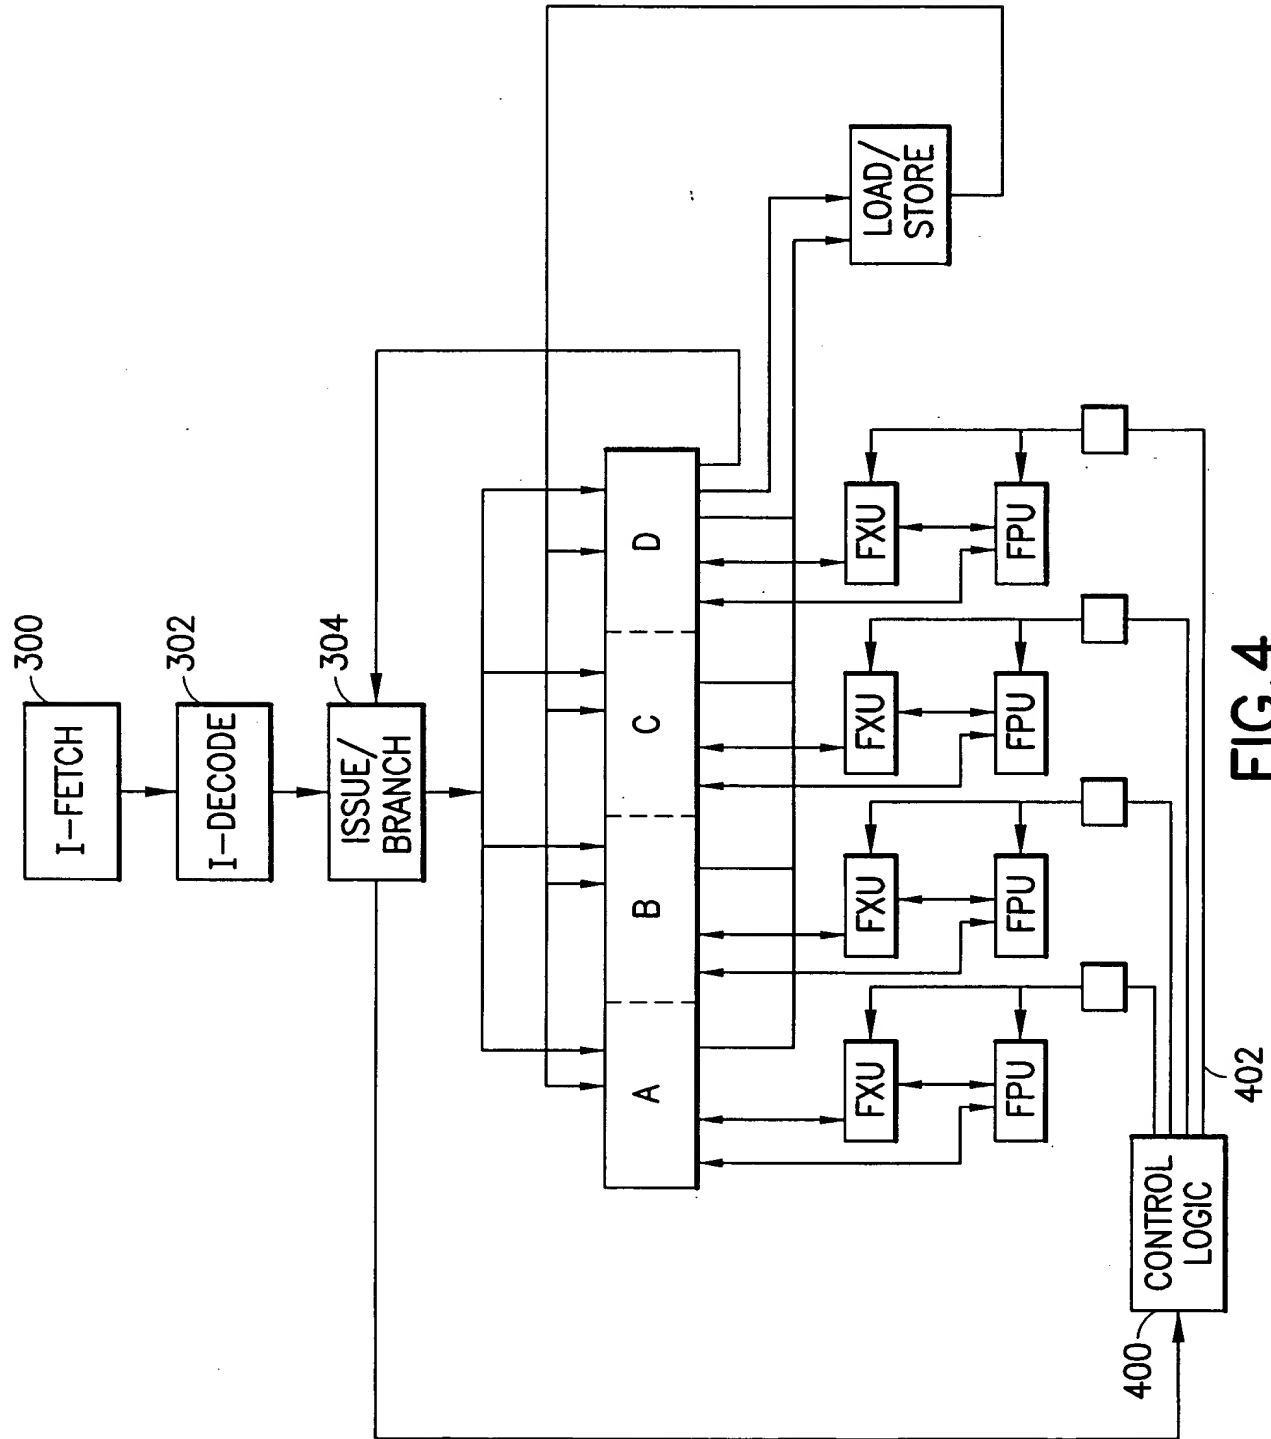 I-FETCH
300
I-DECODE
302
ISSUE/
BRANCH
304
A
B
C
D
LOAD/
STORE
FXU
FPU
FXU
FPU
FXU
FPU
FXU
FPU
CONTROL
LOGIC
400
402
FIG.4